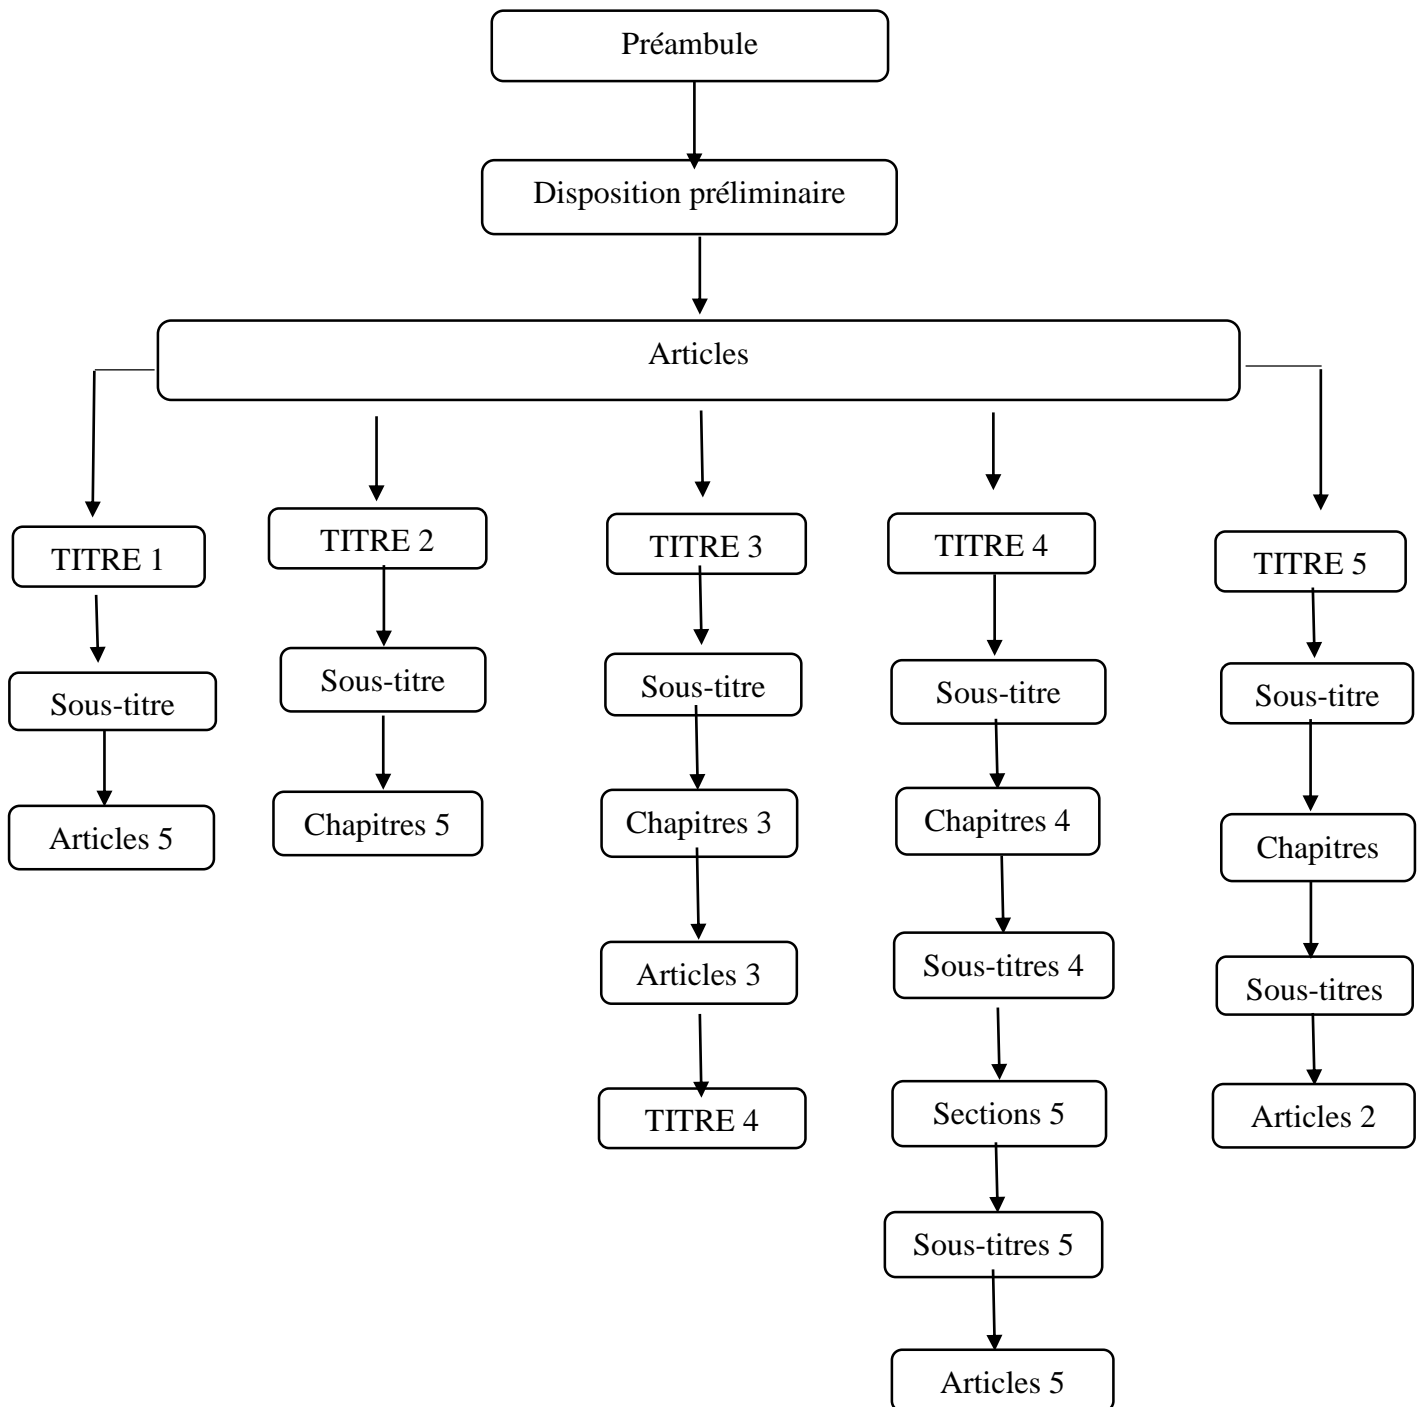 Préambule
Disposition préliminaire
Articles
TITRE 1
TITRE 2
TITRE 3
TITRE 4
TITRE 5
Sous-titre
Sous-titre
Sous-titre
Sous-titre
Sous-titre
Articles 5
Chapitres 5
Chapitres 3
Chapitres 4
Chapitres
Articles 3
Sous-titres 4
Sous-titres
TITRE 4
Sections 5
Articles 2
Sous-titres 5
Articles 5